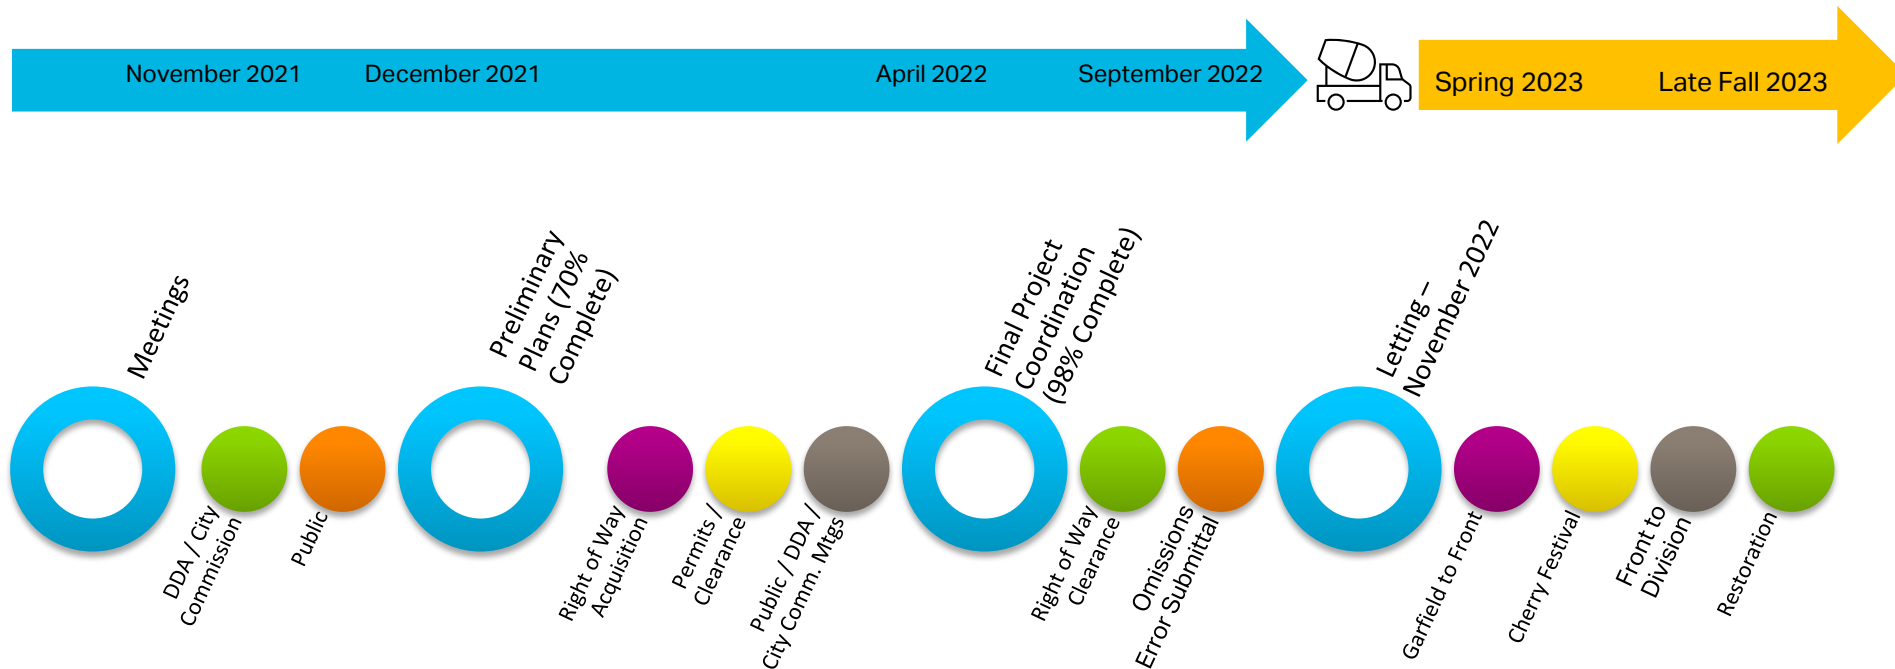 November 2021
December 2021
April 2022
September 2022
Spring 2023
Late Fall 2023
Meetings
DDA / City
Commission
Public
Preliminary
Plans (70%
Complete)
Right of Way
Acquisition
Permits /
Clearance
Public / DDA /
City Comm. Mtgs
Final Project
Coordination
(98% Complete)
Right of Way
Clearance
Omissions
Error Submittal
Letting –
November 2022
Garfield to Front
Cherry Festival
Front to
Division
Restoration